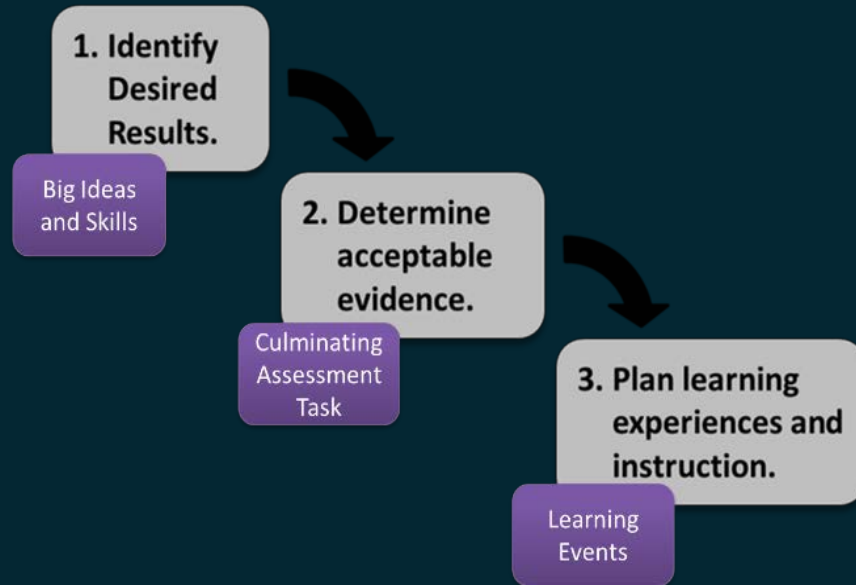 1. Identify
Desired
Results.
Big Ideas
and Skills
2. Determine
acceptable
evidence.
Culminating
Assessment
Task
3. Plan learning
experiences and
instruction.
Learning
Events